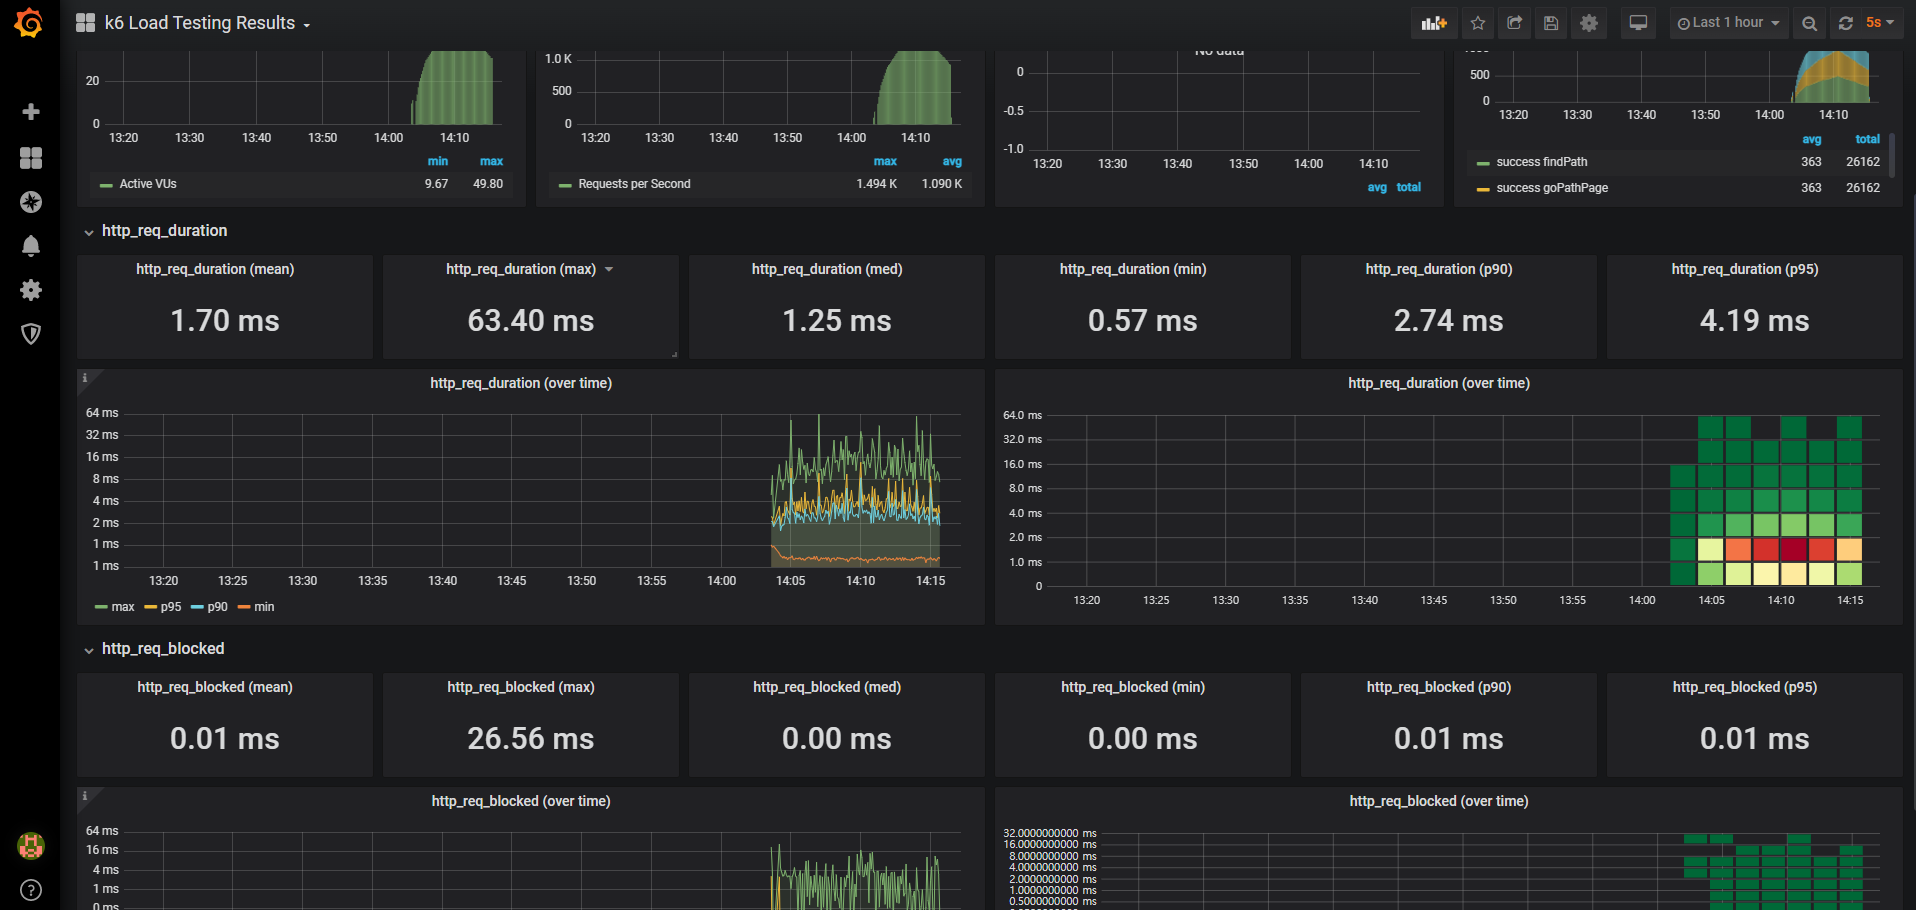 k6 Load Testing Results
Last 1 hour
5s
20
0
13:20 13:30 13:40 13:50 14:00 14:10
min max
Active VUs 9.67 49.80
1.0 K
500
0
13:20 13:30 13:40 13:50 14:00 14:10
max avg
Requests per Second 1.494 K 1.090 K
No data
0
-0.5
-1.0
13:20 13:30 13:40 13:50 14:00 14:10
avg total
500
0
13:20 13:30 13:40 13:50 14:00 14:10
avg total
success findPath 363 26162
success goPathPage 363 26162
http_req_duration
http_req_duration (mean)
1.70 ms
http_req_duration (max)
63.40 ms
http_req_duration (med)
1.25 ms
http_req_duration (min)
0.57 ms
http_req_duration (p90)
2.74 ms
http_req_duration (p95)
4.19 ms
i
http_req_duration (over time)
64 ms
32 ms
16 ms
8 ms
4 ms
2 ms
1 ms
1 ms
13:20 13:25 13:30 13:35 13:40 13:45 13:50 13:55 14:00 14:05 14:10 14:15
max p95 p90 min
http_req_duration (over time)
64.0 ms
32.0 ms
16.0 ms
8.0 ms
4.0 ms
2.0 ms
1.0 ms
0
13:20 13:25 13:30 13:35 13:40 13:45 13:50 13:55 14:00 14:05 14:10 14:15
http_req_blocked
http_req_blocked (mean)
0.01 ms
http_req_blocked (max)
26.56 ms
http_req_blocked (med)
0.00 ms
http_req_blocked (min)
0.00 ms
http_req_blocked (p90)
0.01 ms
http_req_blocked (p95)
0.01 ms
i
http_req_blocked (over time)
64 ms
16 ms
4 ms
1 ms
0 ms
http_req_blocked (over time)
32.0000000000 ms
16.0000000000 ms
8.0000000000 ms
4.0000000000 ms
2.0000000000 ms
1.0000000000 ms
0.5000000000 ms
?